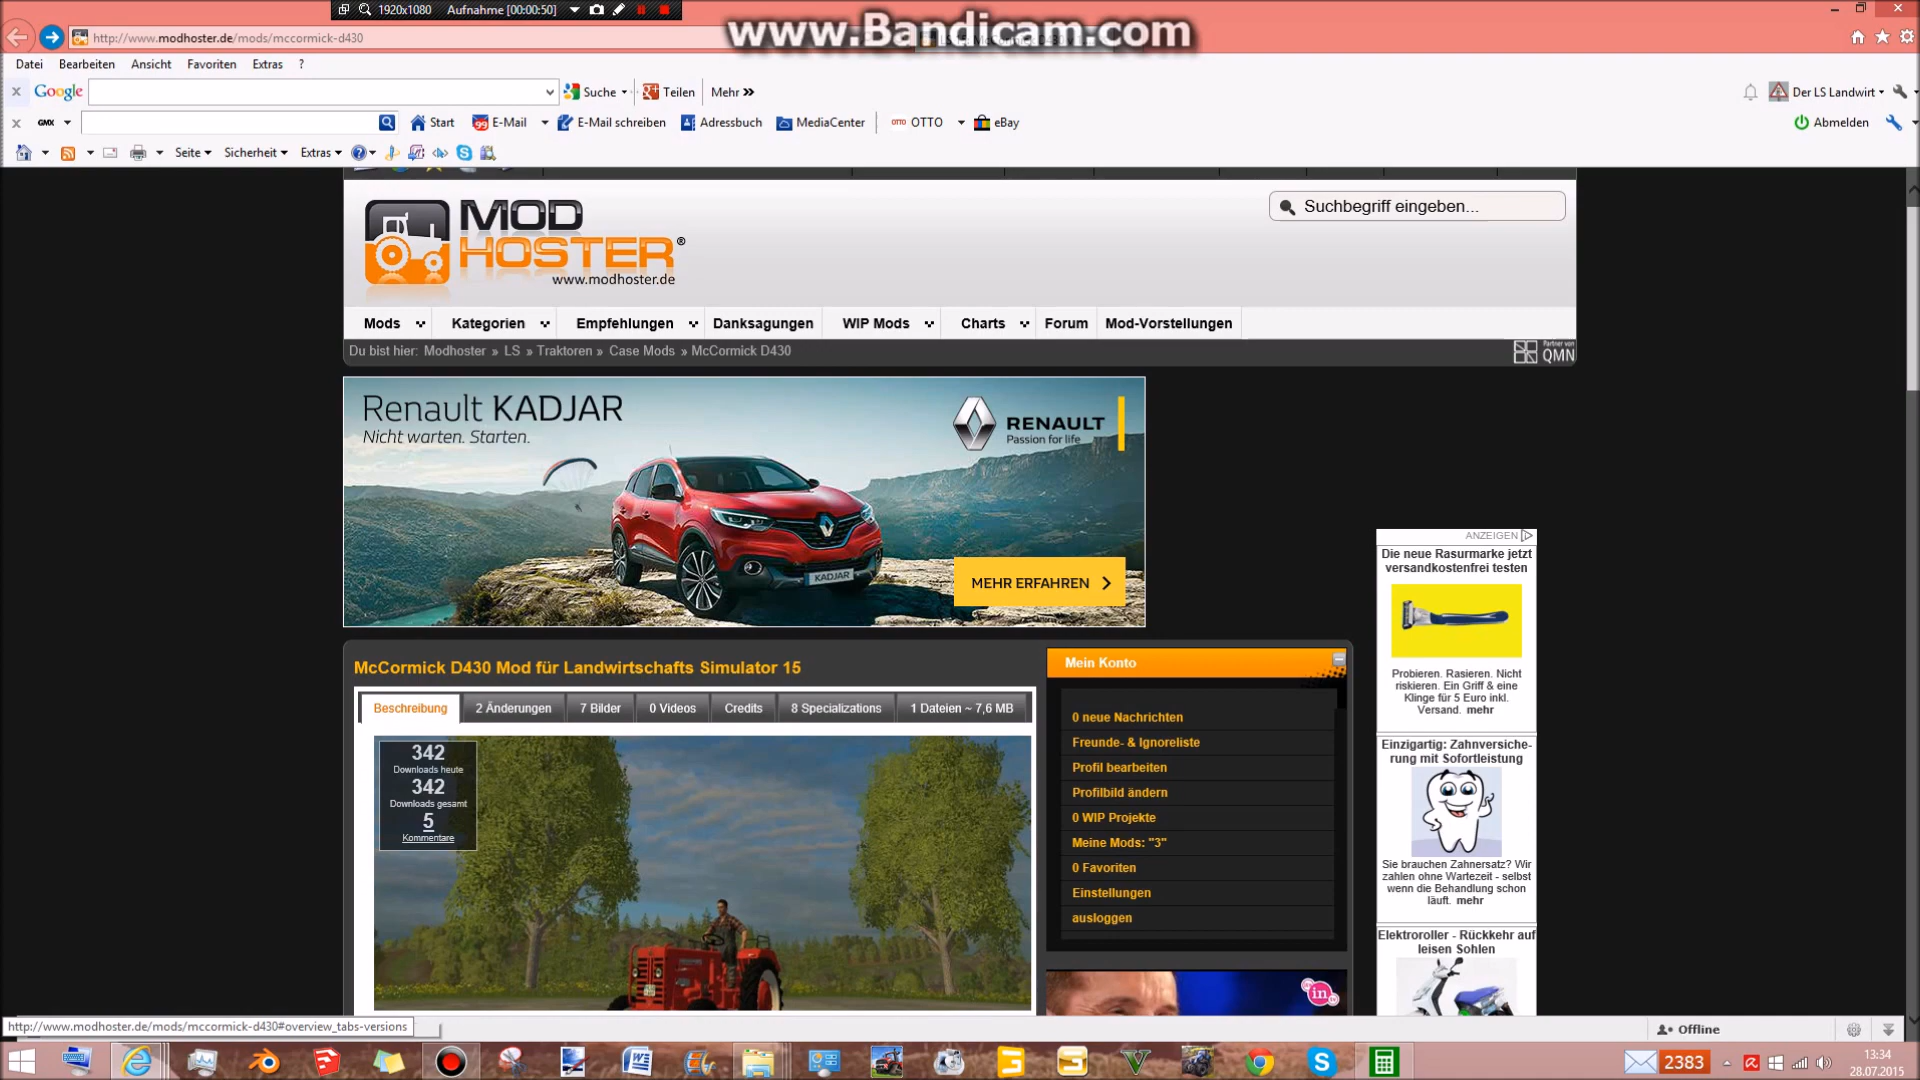 1920x1080 Aufnahme [00:00:50]
www.Bandicam.com
http://www.modhoster.de/mods/mccormick-d430
Datei Bearbeiten Ansicht Favoriten Extras ?
x Google Suche Teilen Mehr »
Der LS Landwirt
x GMX Start E-Mail E-Mail schreiben Adressbuch MediaCenter OTTO eBay
Abmelden
Seite Sicherheit Extras
MOD
HOSTER®
www.modhoster.de
Suchbegriff eingeben...
Mods Kategorien Empfehlungen Danksagungen WIP Mods Charts Forum Mod-Vorstellungen
Du bist hier: Modhoster » LS » Traktoren » Case Mods » McCormick D430
Partner von
QMN
Renault KADJAR
Nicht warten. Starten.
RENAULT
Passion for life
KADJAR
MEHR ERFAHREN
ANZEIGEN
Die neue Rasurmarke jetzt
versandkostenfrei testen
Probieren. Rasieren. Nicht
riskieren. Ein Griff & eine
Klinge für 5 Euro inkl.
Versand. mehr
Einzigartig: Zahnversiche-
rung mit Sofortleistung
Sie brauchen Zahnersatz? Wir
zahlen ohne Wartezeit - selbst
wenn die Behandlung schon
läuft. mehr
Elektroroller - Rückkehr auf
leisen Sohlen
McCormick D430 Mod für Landwirtschafts Simulator 15
Beschreibung 2 Änderungen 7 Bilder 0 Videos Credits 8 Specializations 1 Dateien ~ 7,6 MB
342
Downloads heute
342
Downloads gesamt
5
Kommentare
Mein Konto
0 neue Nachrichten
Freunde- & Ignoreliste
Profil bearbeiten
Profilbild ändern
0 WIP Projekte
Meine Mods: "3"
0 Favoriten
Einstellungen
ausloggen
in
http://www.modhoster.de/mods/mccormick-d430#overview_tabs-versions
Offline
2383
13:34
28.07.2015